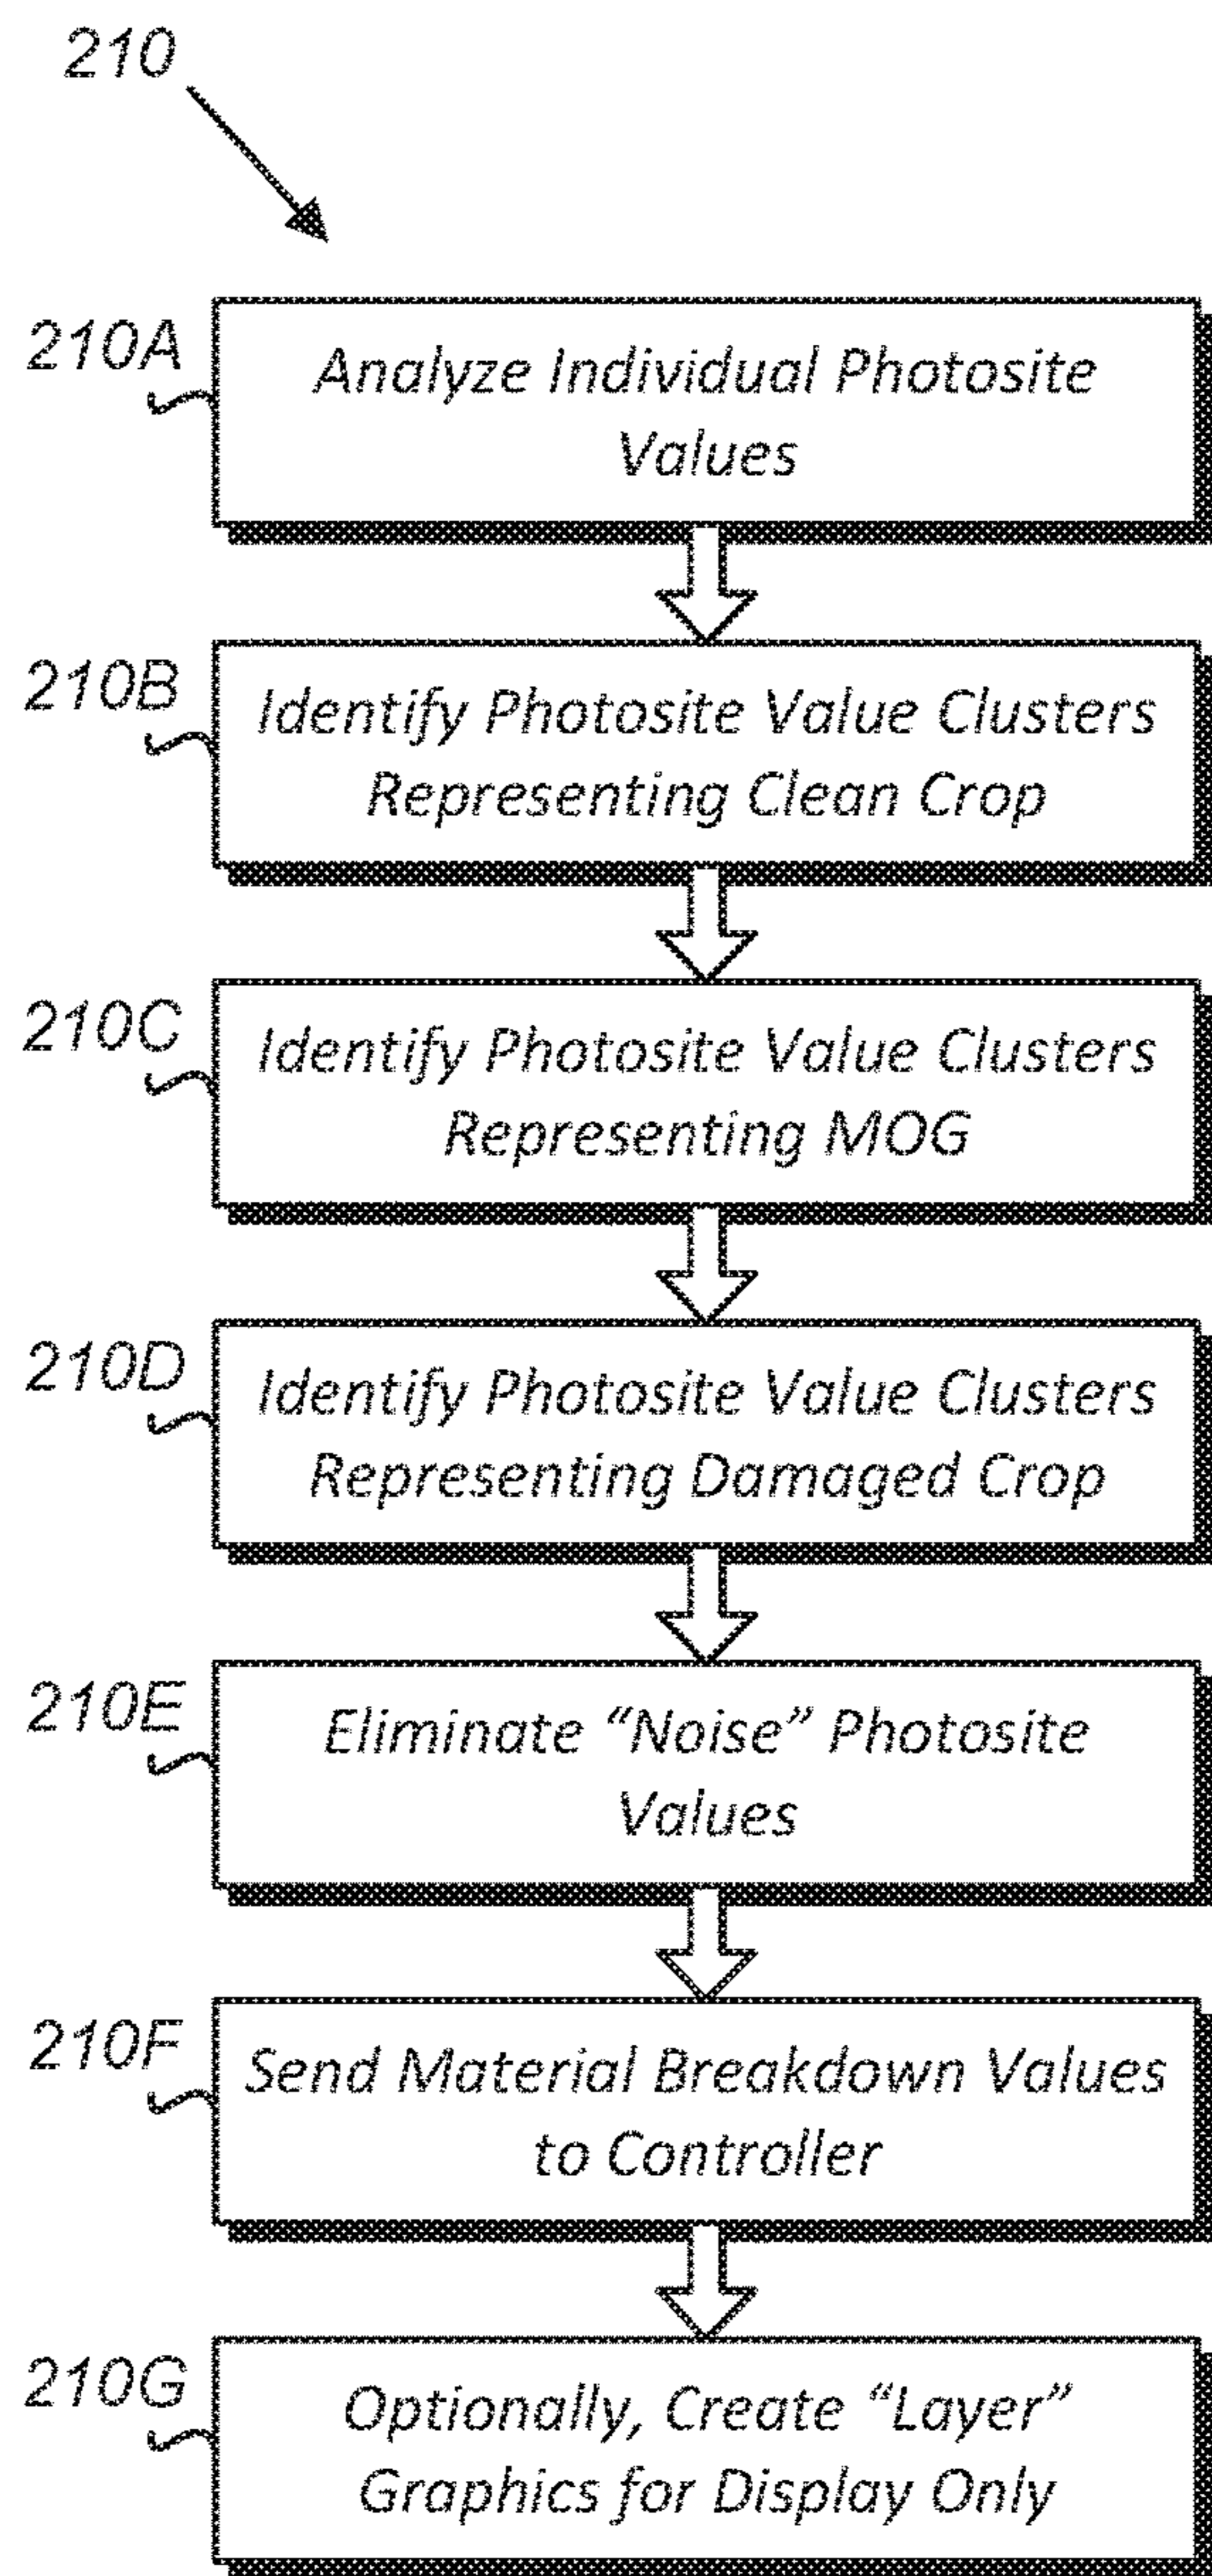 210
210A
Analyze Individual Photosite
Values
210B
Identify Photosite Value Clusters
Representing Clean Crop
210C
Identify Photosite Value Clusters
Representing MOG
210D
Identify Photosite Value Clusters
Representing Damaged Crop
210E
Eliminate “Noise” Photosite
Values
210F
Send Material Breakdown Values
to Controller
210G
Optionally, Create “Layer”
Graphics for Display Only